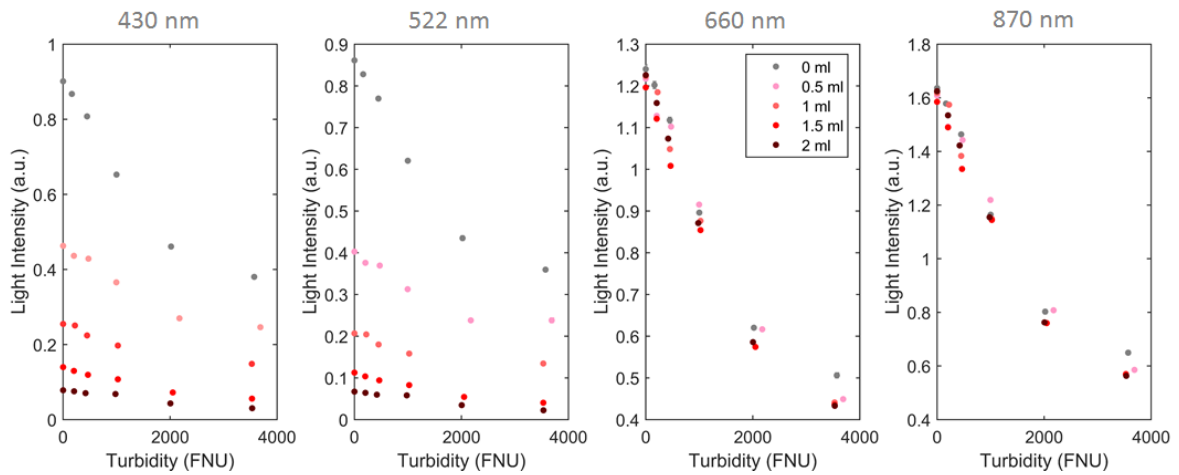 430 nm
522 nm
660 nm
870 nm
Light Intensity (a.u.)
1
0.8
0.6
0.4
0.2
0
0
2000
4000
Turbidity (FNU)
Light Intensity (a.u.)
0.9
0.8
0.7
0.6
0.5
0.4
0.3
0.2
0.1
0
0
2000
4000
Turbidity (FNU)
Light Intensity (a.u.)
1.3
1.2
1.1
1
0.9
0.8
0.7
0.6
0.5
0.4
0 ml
0.5 ml
1 ml
1.5 ml
2 ml
0
2000
4000
Turbidity (FNU)
Light Intensity (a.u.)
1.8
1.6
1.4
1.2
1
0.8
0.6
0.4
0
2000
4000
Turbidity (FNU)